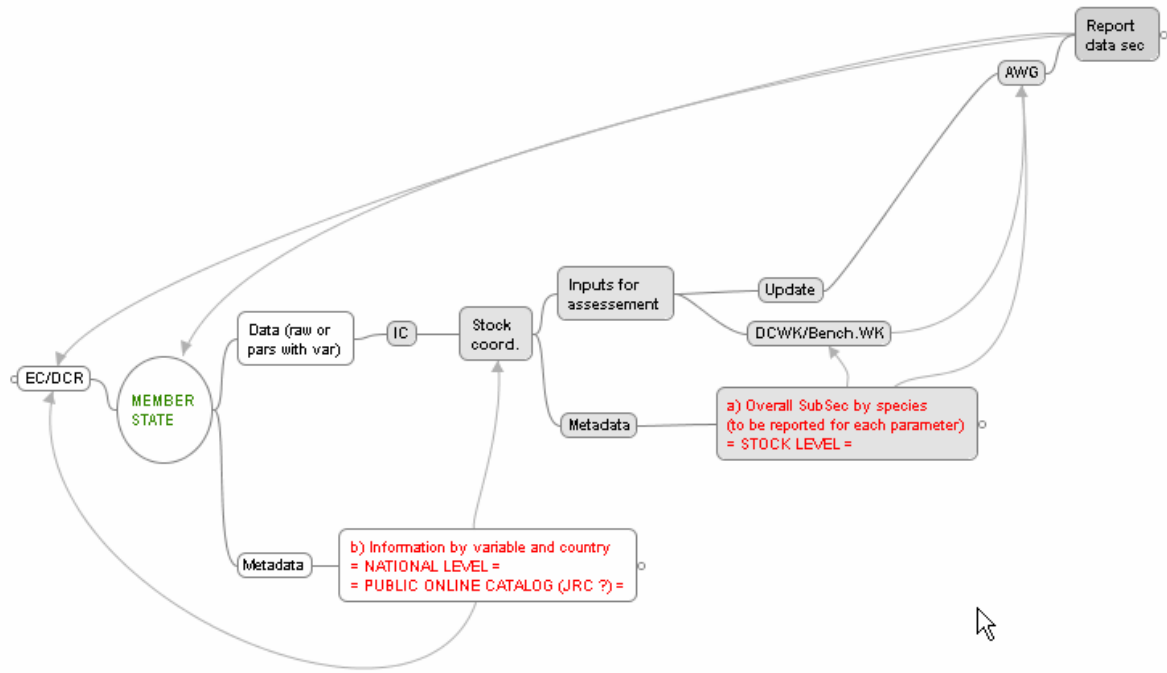 Report
data sec
AWG
Inputs for
assessement
Update
DCWK/Bench.WK
Data (raw or
pars with var)
IC
Stock
coord.
EC/DCR
MEMBER
STATE
Metadata
a) Overall SubSec by species
(to be reported for each parameter)
= STOCK LEVEL =
Metadata
b) Information by variable and country
= NATIONAL LEVEL =
= PUBLIC ONLINE CATALOG (JRC ?) =